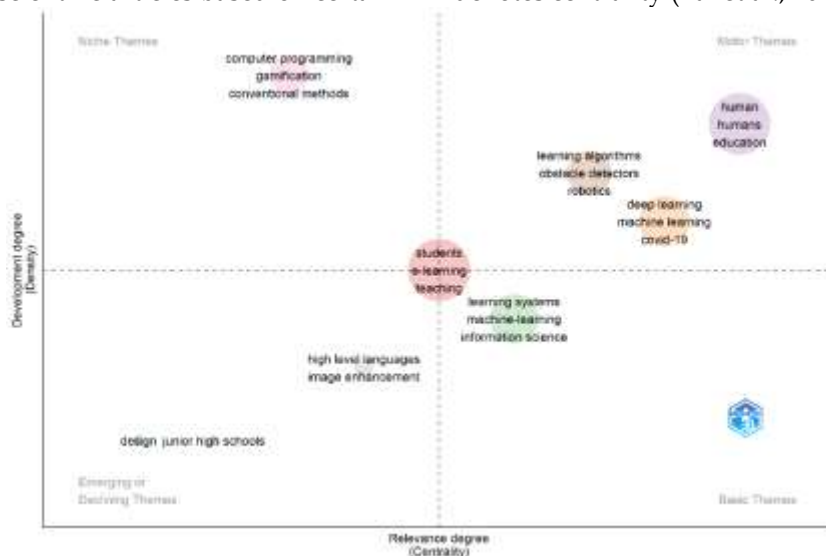 Niche Themes
Motor Themes
computer programming
gamification
conventional methods
human
humans
education
learning algorithms
obstacle detectors
robotics
deep learning
machine learning
covid-19
Development degree
(Density)
students
e-learning
teaching
learning systems
machine-learning
information science
high level languages
image enhancement
design junior high schools
Emerging or
Declining Themes
Basic Themes
Relevance degree
(Centrality)